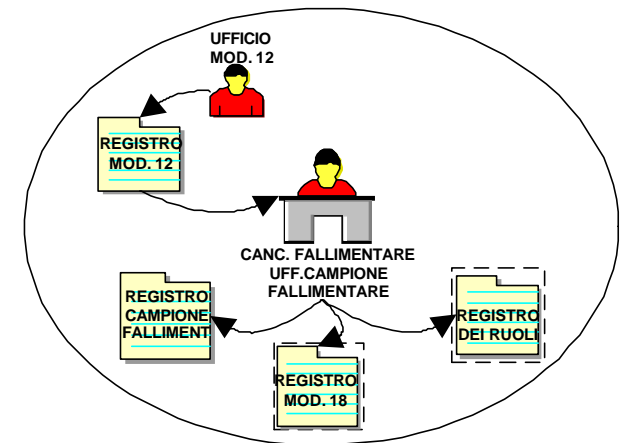 UFFICIO
MOD. 12
REGISTRO
MOD. 12
CANC. FALLIMENTARE
UFF.CAMPIONE
FALLIMENTARE
REGISTRO
CAMPIONE
FALLIMENT
REGISTRO
MOD. 18
REGISTRO
DEI RUOLI